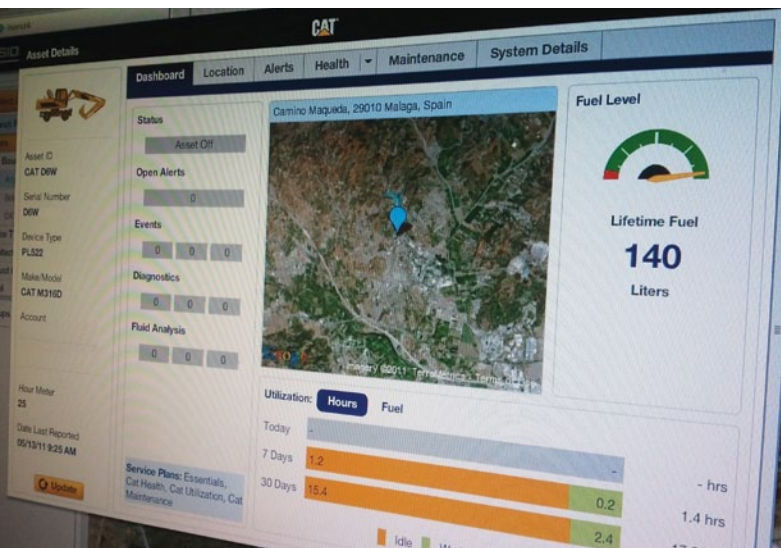 CAT
Asset Details
Dashboard
Location
Alerts
Health
Maintenance
System Details
Asset ID
CAT D6W
Serial Number
D6W
Device Type
PL522
Make/Model
CAT M316D
Account
Hour Meter
25
Date Last Reported
05/13/11 9:25 AM
Update
Status
Asset Off
Open Alerts
0
Events
0 0 0
Diagnostics
0 0 0
Fluid Analysis
0 0 0
Service Plans: Essentials,
Cat Health, Cat Utilization, Cat
Maintenance
Camino Maqueda, 29010 Malaga, Spain
Imagery ©2011 TerraMetrics
Fuel Level
Lifetime Fuel
140
Liters
Utilization: Hours Fuel
Today - - - hrs
7 Days 1.2 0.2 1.4 hrs
30 Days 15.4 2.4
Idle